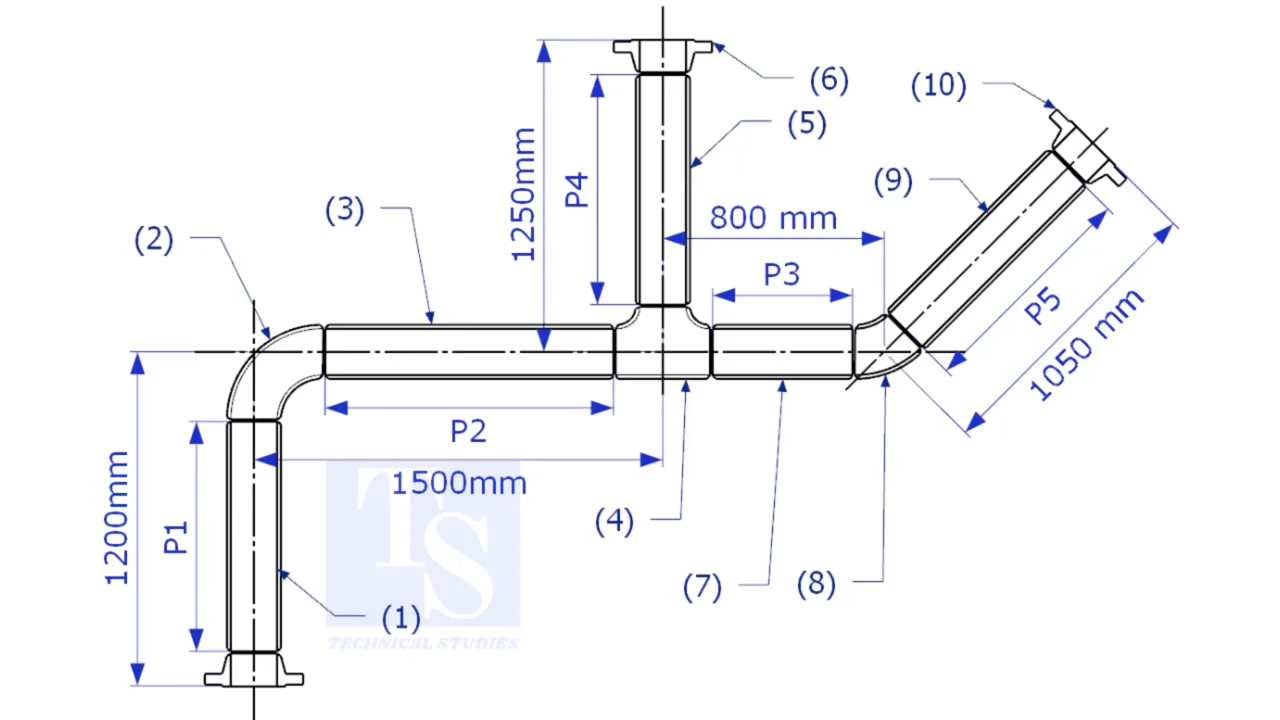 (6)
(10)
(5)
1250mm
P4
(9)
(3)
800 mm
(2)
P3
P5
1050 mm
P2
1500mm
TS
(4)
1200mm
P1
(7)
(8)
(1)
TECHNICAL STUDIES